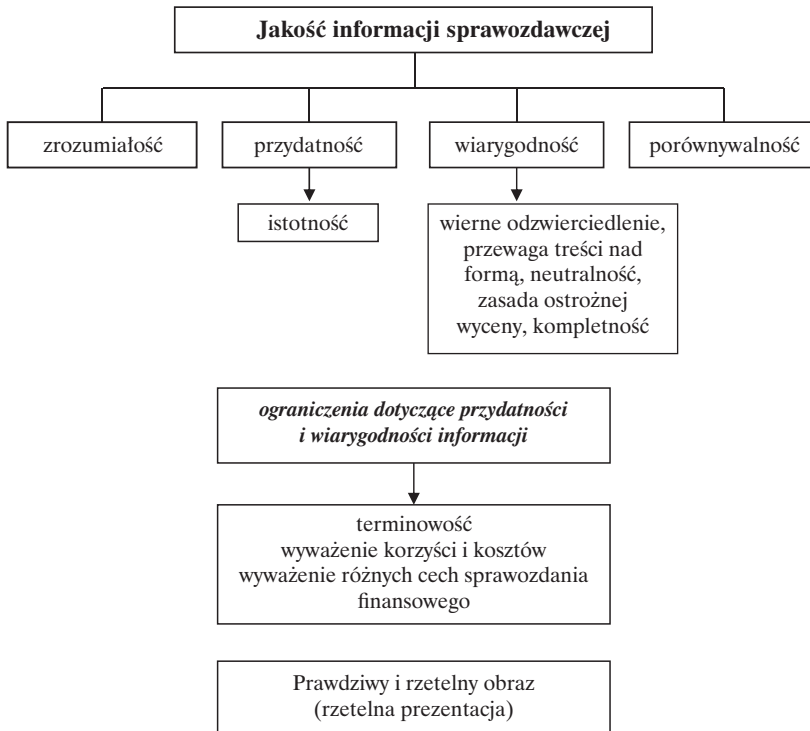 Jakość informacji sprawozdawczej
zrozumiałość
przydatność
wiarygodność
porównywalność
istotność
wierne odzwierciedlenie,
przewaga treści nad
formą, neutralność,
zasada ostrożnej
wyceny, kompletność
ograniczenia dotyczące przydatności
i wiarygodności informacji
terminowość
wyważenie korzyści i kosztów
wyważenie różnych cech sprawozdania
finansowego
Prawdziwy i rzetelny obraz
(rzetelna prezentacja)